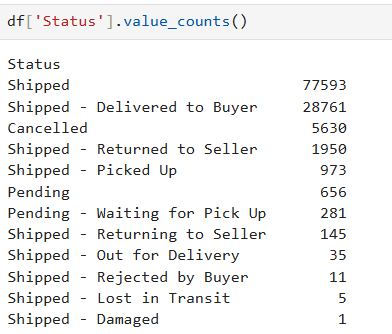 df['Status'].value_counts()
Status
Shipped 77593
Shipped - Delivered to Buyer 28761
Cancelled 5630
Shipped - Returned to Seller 1950
Shipped - Picked Up 973
Pending 656
Pending - Waiting for Pick Up 281
Shipped - Returning to Seller 145
Shipped - Out for Delivery 35
Shipped - Rejected by Buyer 11
Shipped - Lost in Transit 5
Shipped - Damaged 1